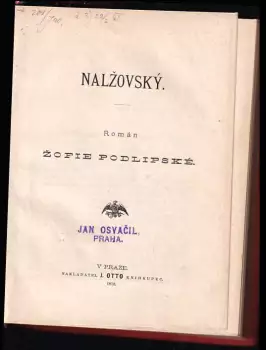 NALŽOVSKÝ.
Román
ŽOFIE PODLIPSKÉ.
JAN OSVAČIL.
PRAHA.
V PRAZE.
NAKLADATEL J. OTTO KNIHKUPEC.